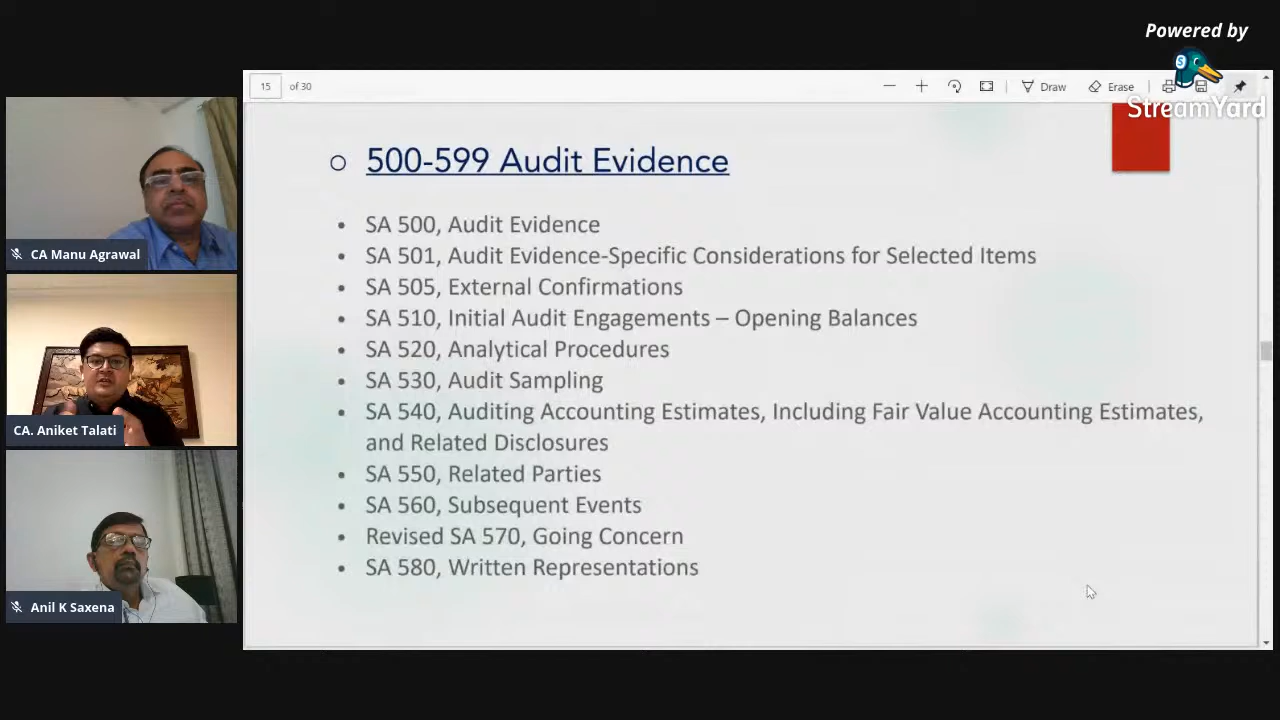 Powered by
StreamYard
15 of 30
Draw
Erase
500-599 Audit Evidence
SA 500, Audit Evidence
SA 501, Audit Evidence-Specific Considerations for Selected Items
SA 505, External Confirmations
SA 510, Initial Audit Engagements – Opening Balances
SA 520, Analytical Procedures
SA 530, Audit Sampling
SA 540, Auditing Accounting Estimates, Including Fair Value Accounting Estimates,
and Related Disclosures
SA 550, Related Parties
SA 560, Subsequent Events
Revised SA 570, Going Concern
SA 580, Written Representations
CA Manu Agrawal
CA. Aniket Talati
Anil K Saxena